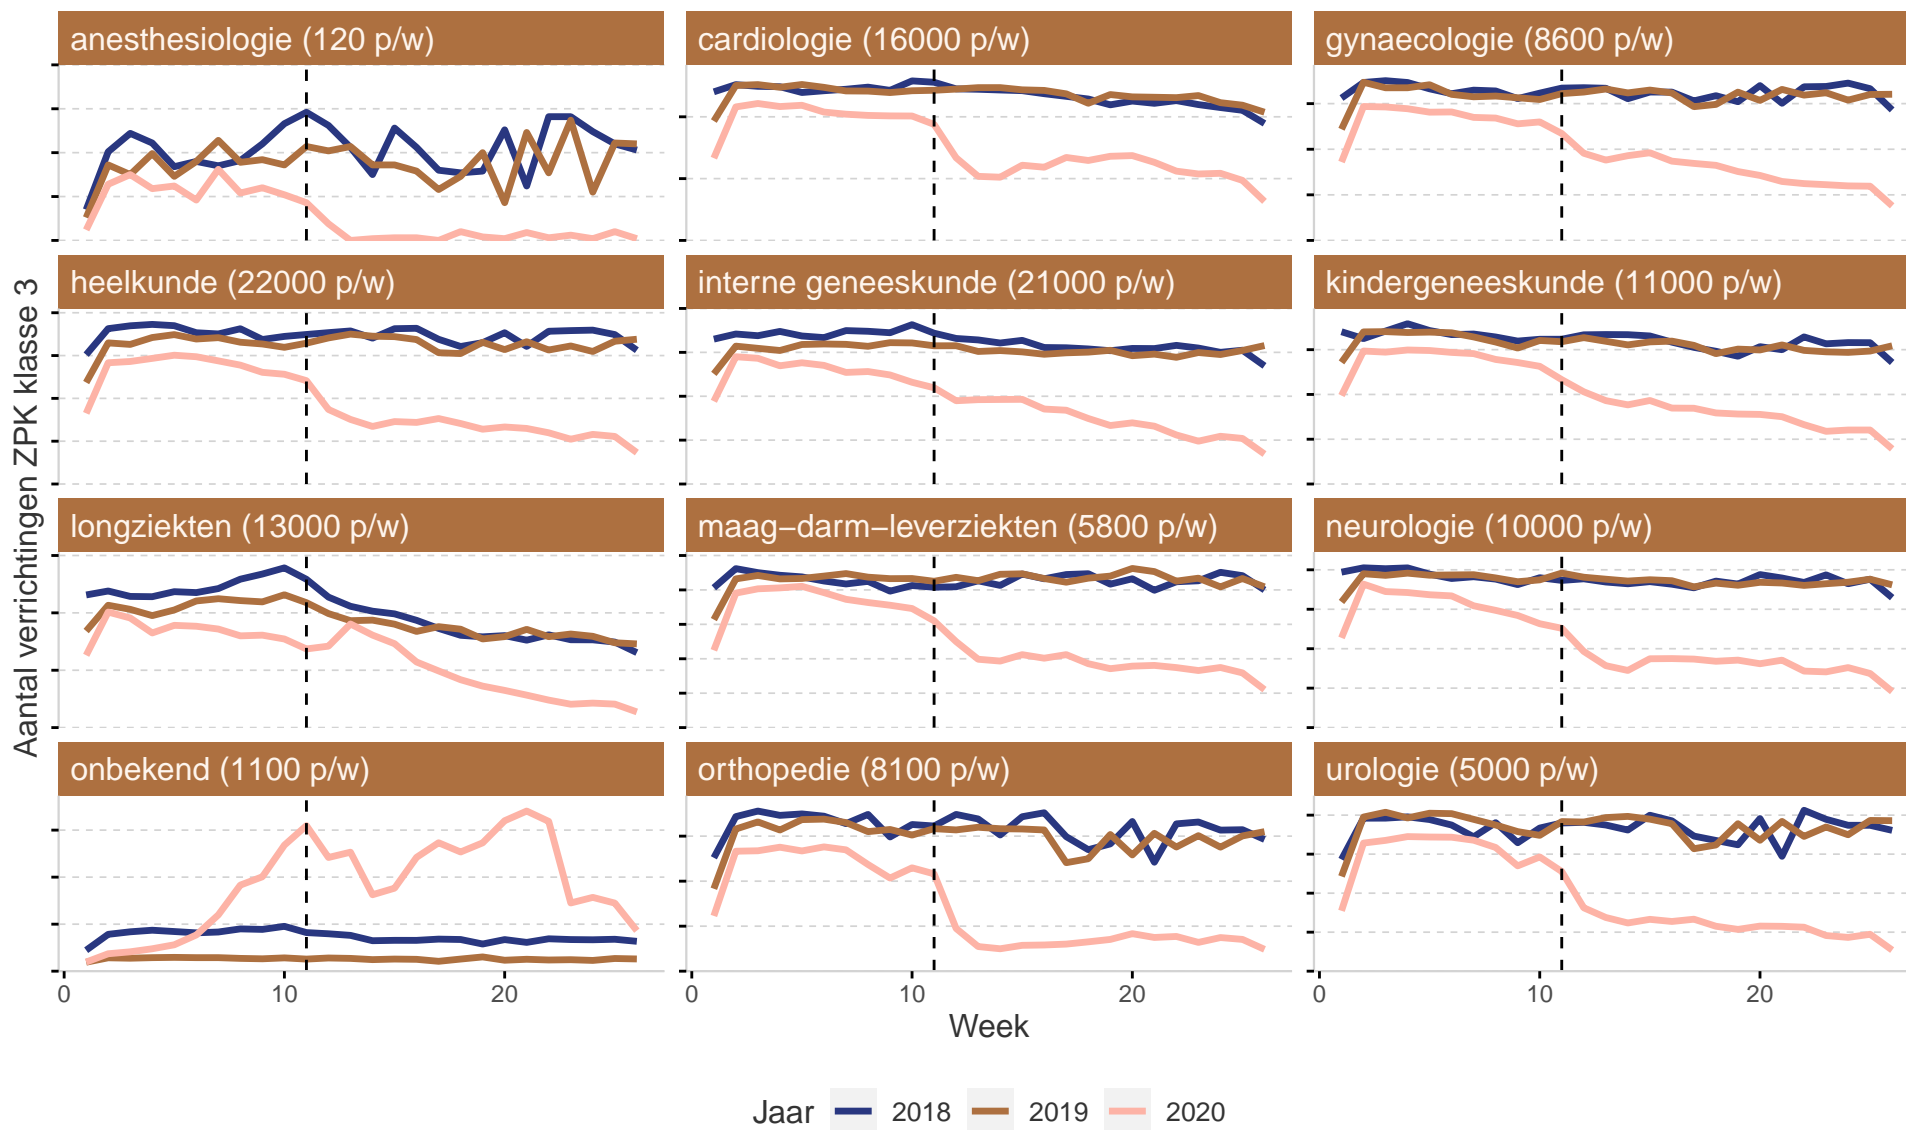 anesthesiologie (120 p/w)
cardiologie (16000 p/w)
gynaecologie (8600 p/w)
heelkunde (22000 p/w)
interne geneeskunde (21000 p/w)
kindergeneeskunde (11000 p/w)
longziekten (13000 p/w)
maag−darm−leverziekten (5800 p/w)
neurologie (10000 p/w)
onbekend (1100 p/w)
orthopedie (8100 p/w)
urologie (5000 p/w)
Aantal verrichtingen ZPK klasse 3
0 10 20
0 10 20
0 10 20
Week
Jaar 2018 2019 2020